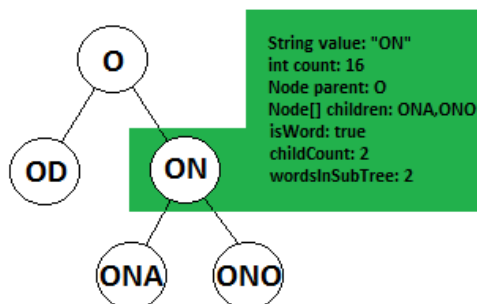 O
OD
ON
ONA
ONO
String value: "ON"
int count: 16
Node parent: O
Node[] children: ONA,ONO
isWord: true
childCount: 2
wordsInSubTree: 2